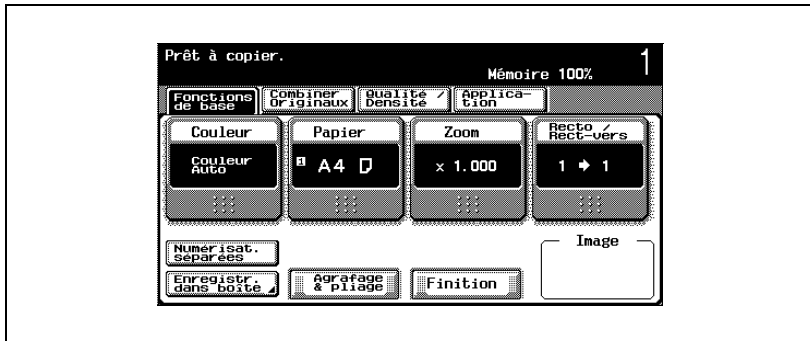 Prêt à copier.
Mémoire 100%
1
Fonctions
de base
Combiner
Originaux
Qualité /
Densité
Applica-
tion
Couleur
Couleur
Auto
Papier
1 A4
Zoom
x 1.000
Recto /
Rect-vers
1 → 1
Numérisat.
séparées
Enregistr.
dans boîte
Agrafage
& pliage
Finition
Image